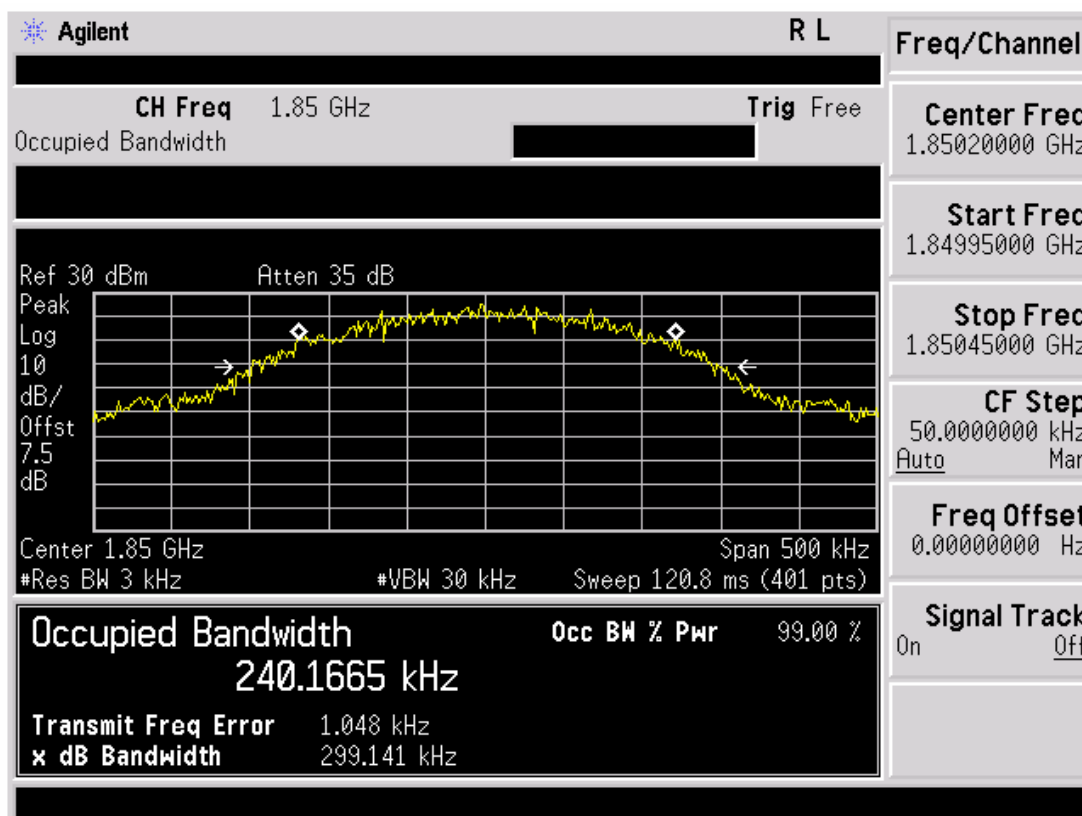 Agilent
R L
CH Freq 1.85 GHz
Trig Free
Occupied Bandwidth
Ref 30 dBm
Atten 35 dB
Peak
Log
10
dB/
Offst
7.5
dB
Center 1.85 GHz
Span 500 kHz
#Res BW 3 kHz
#VBW 30 kHz
Sweep 120.8 ms (401 pts)
Occupied Bandwidth
240.1665 kHz
Occ BW % Pwr 99.00 %
Transmit Freq Error 1.048 kHz
x dB Bandwidth 299.141 kHz
Freq/Channel
Center Freq
1.85020000 GHz
Start Freq
1.84995000 GHz
Stop Freq
1.85045000 GHz
CF Step
50.0000000 kHz
Auto Man
Freq Offset
0.00000000 Hz
Signal Track
On Off